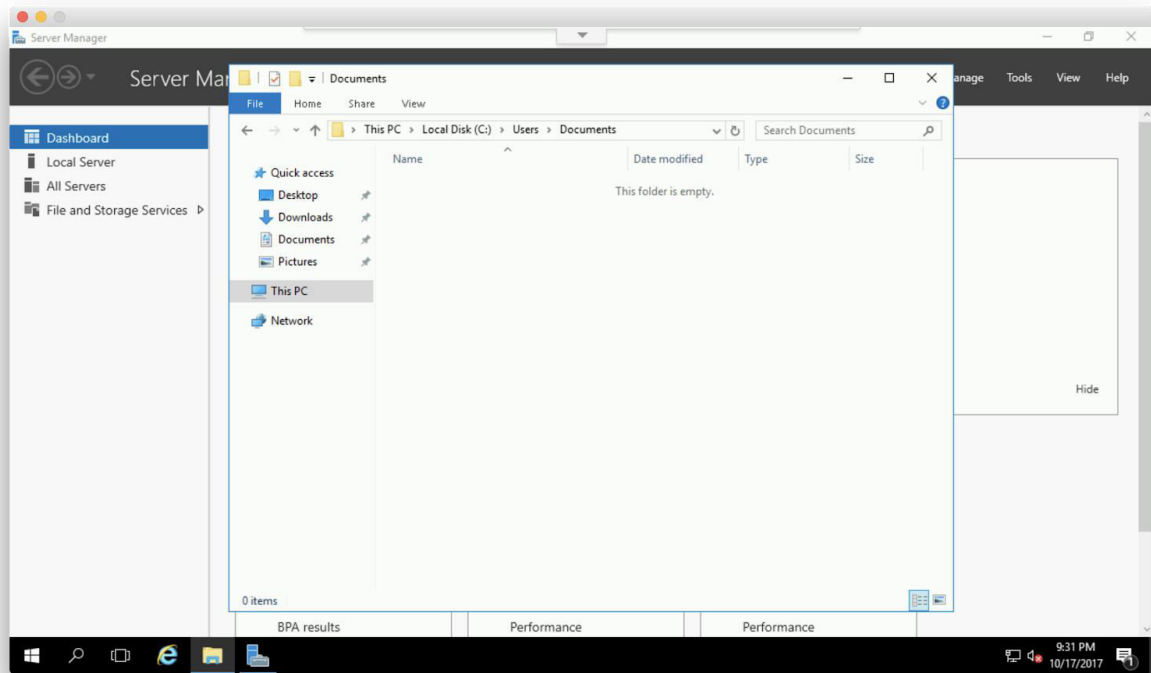 Server Manager
Server Mar
anage Tools View Help
Documents
File Home Share View
This PC > Local Disk (C:) > Users > Documents
Search Documents
Name Date modified Type Size
This folder is empty.
Quick access
Desktop
Downloads
Documents
Pictures
This PC
Network
0 items
Dashboard
Local Server
All Servers
File and Storage Services
Hide
BPA results Performance Performance
9:31 PM
10/17/2017
1